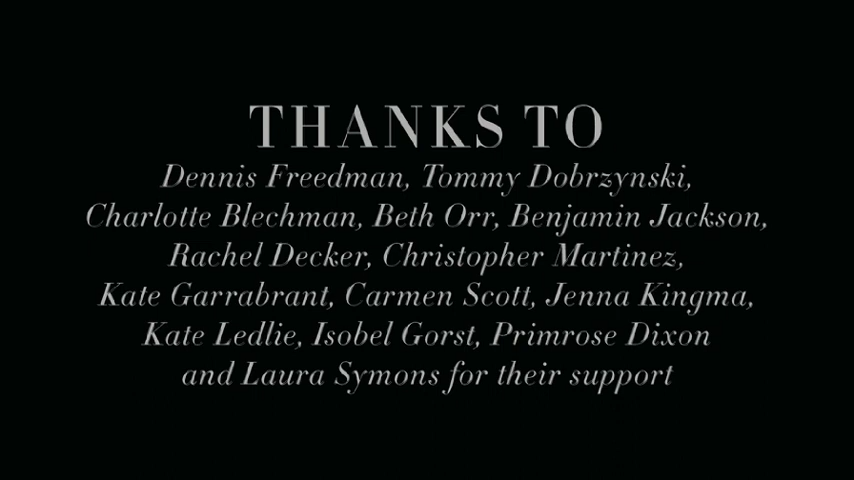 THANKS TO
Dennis Freedman, Tommy Dobrzynski,
Charlotte Blechman, Beth Orr, Benjamin Jackson,
Rachel Decker, Christopher Martinez,
Kate Garrabrant, Carmen Scott, Jenna Kingma,
Kate Ledlie, Isobel Gorst, Primrose Dixon
and Laura Symons for their support